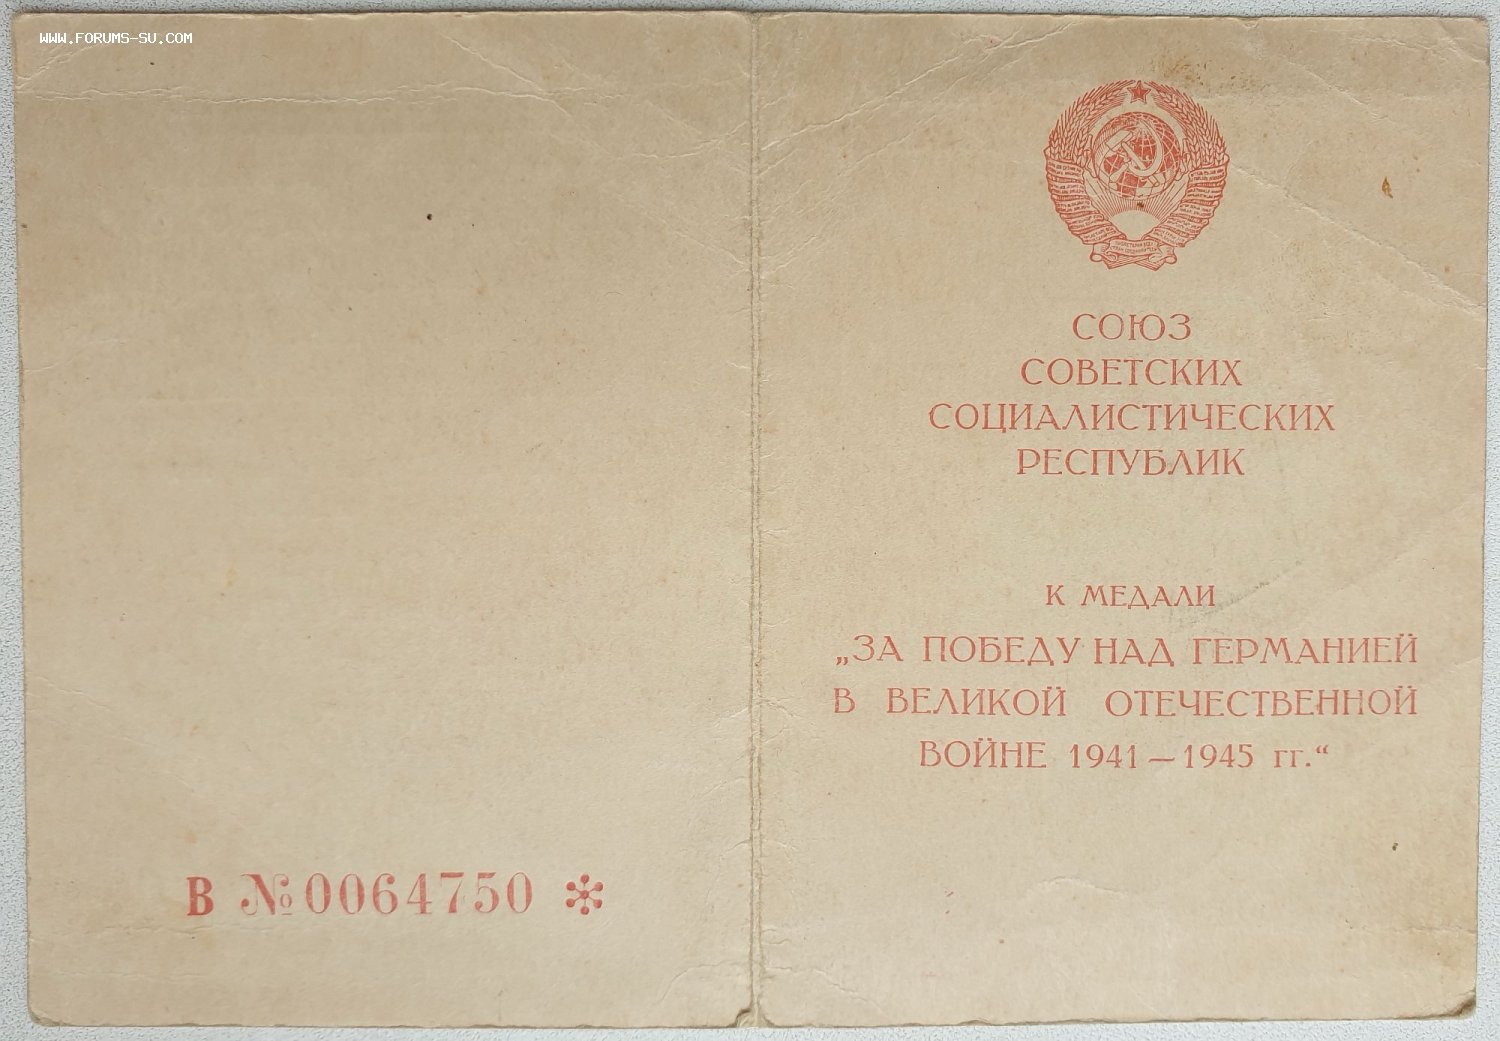 WWW.FORUMS-SU.COM
В №0064750 *
СОЮЗ
СОВЕТСКИХ
СОЦИАЛИСТИЧЕСКИХ
РЕСПУБЛИК
К МЕДАЛИ
„ЗА ПОБЕДУ НАД ГЕРМАНИЕЙ
В ВЕЛИКОЙ ОТЕЧЕСТВЕННОЙ
ВОЙНЕ 1941—1945 гг.“